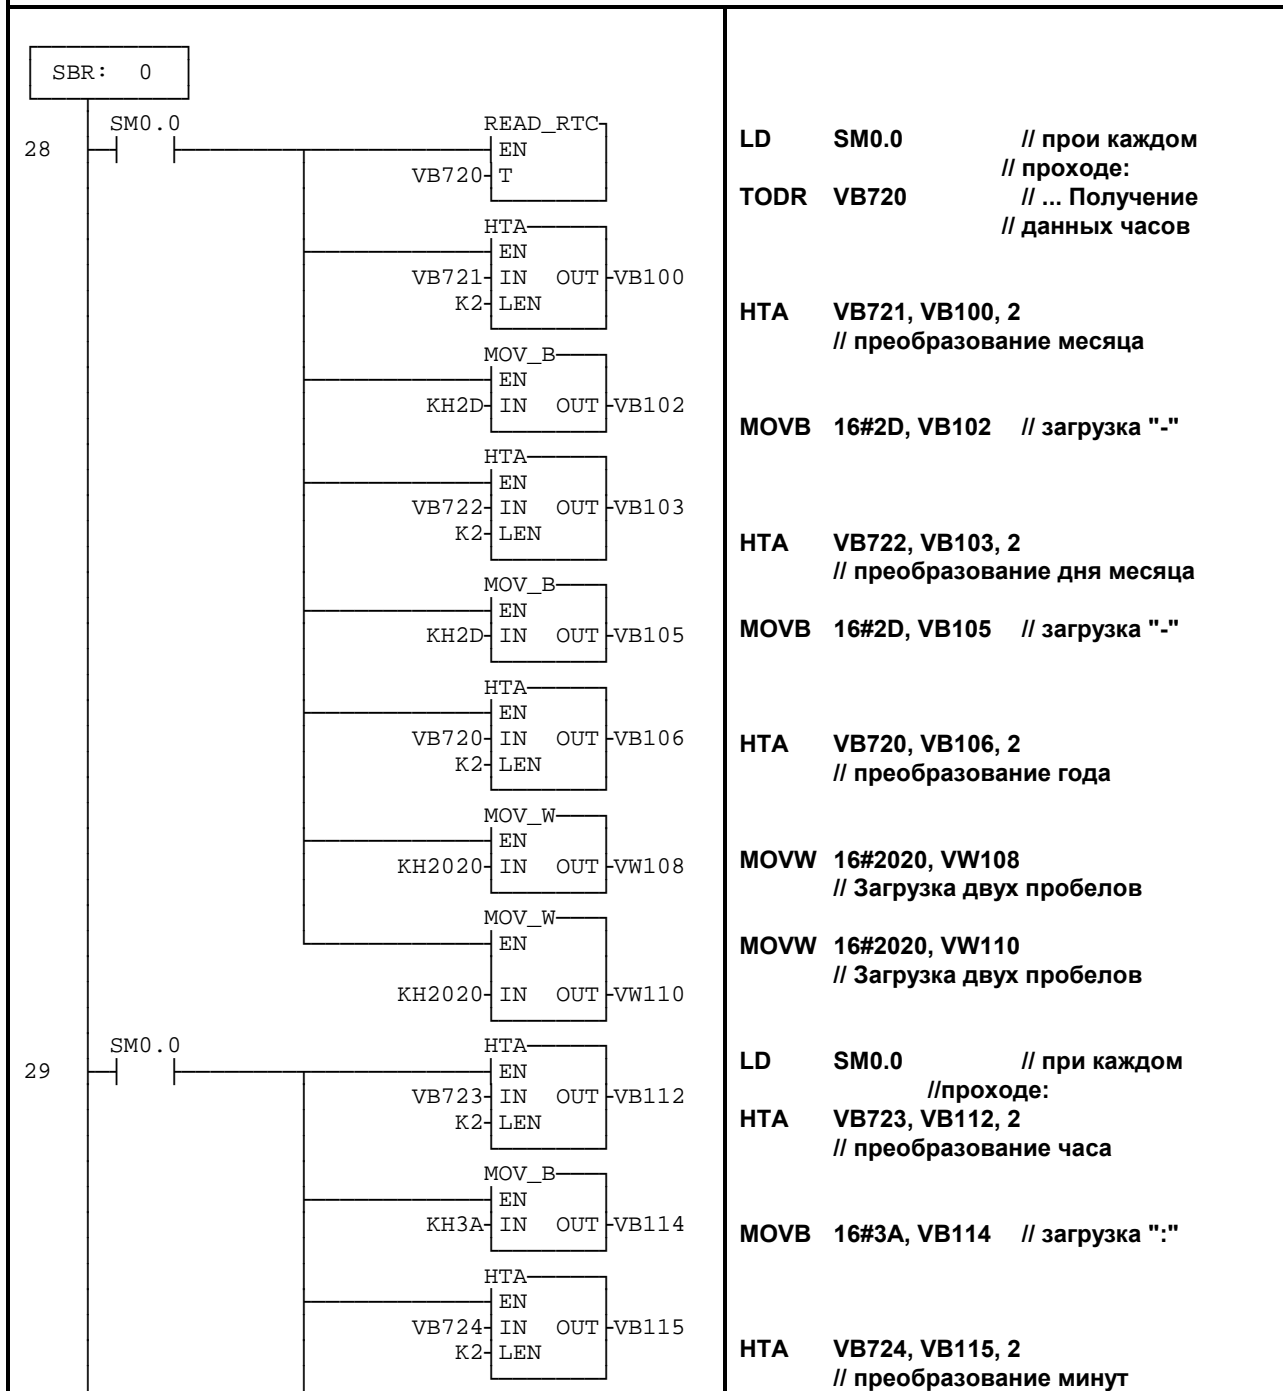 SBR: 0
28
SM0.0
READ_RTC
EN
VB720 T
HTA
EN
VB721 IN OUT VB100
K2 LEN
MOV_B
EN
KH2D IN OUT VB102
HTA
EN
VB722 IN OUT VB103
K2 LEN
MOV_B
EN
KH2D IN OUT VB105
HTA
EN
VB720 IN OUT VB106
K2 LEN
MOV_W
EN
KH2020 IN OUT VW108
MOV_W
EN
KH2020 IN OUT VW110
29
SM0.0
HTA
EN
VB723 IN OUT VB112
K2 LEN
MOV_B
EN
KH3A IN OUT VB114
HTA
EN
VB724 IN OUT VB115
K2 LEN
LD SM0.0 // прои каждом
// проходе:
TODR VB720 // ... Получение
// данных часов
HTA VB721, VB100, 2
// преобразование месяца
MOVB 16#2D, VB102 // загрузка "-"
HTA VB722, VB103, 2
// преобразование дня месяца
MOVB 16#2D, VB105 // загрузка "-"
HTA VB720, VB106, 2
// преобразование года
MOVW 16#2020, VW108
// Загрузка двух пробелов
MOVW 16#2020, VW110
// Загрузка двух пробелов
LD SM0.0 // при каждом
//проходе:
HTA VB723, VB112, 2
// преобразование часа
MOVB 16#3A, VB114 // загрузка ":"
HTA VB724, VB115, 2
// преобразование минут